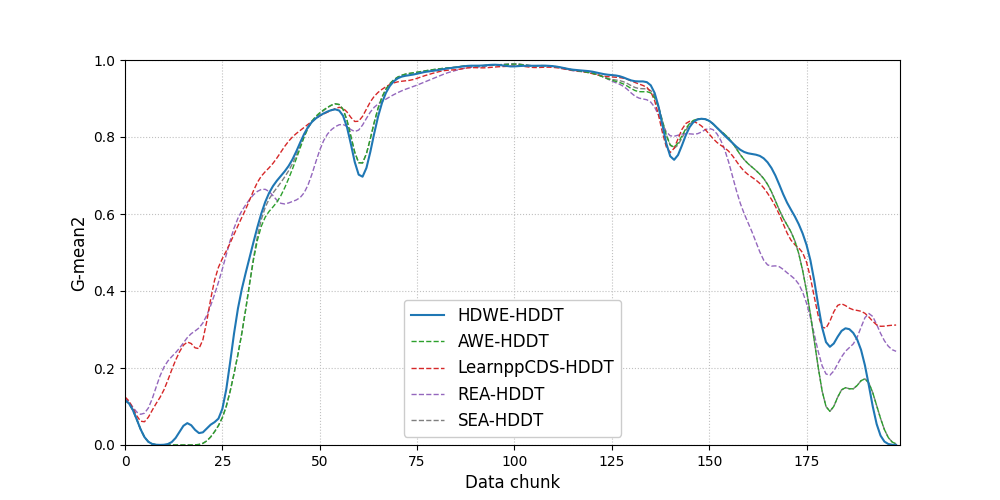 1.0
0.8
0.6
0.4
0.2
0.0
G-mean2
HDWE-HDDT
AWE-HDDT
LearnppCDS-HDDT
REA-HDDT
SEA-HDDT
0 25 50 75 100 125 150 175
Data chunk